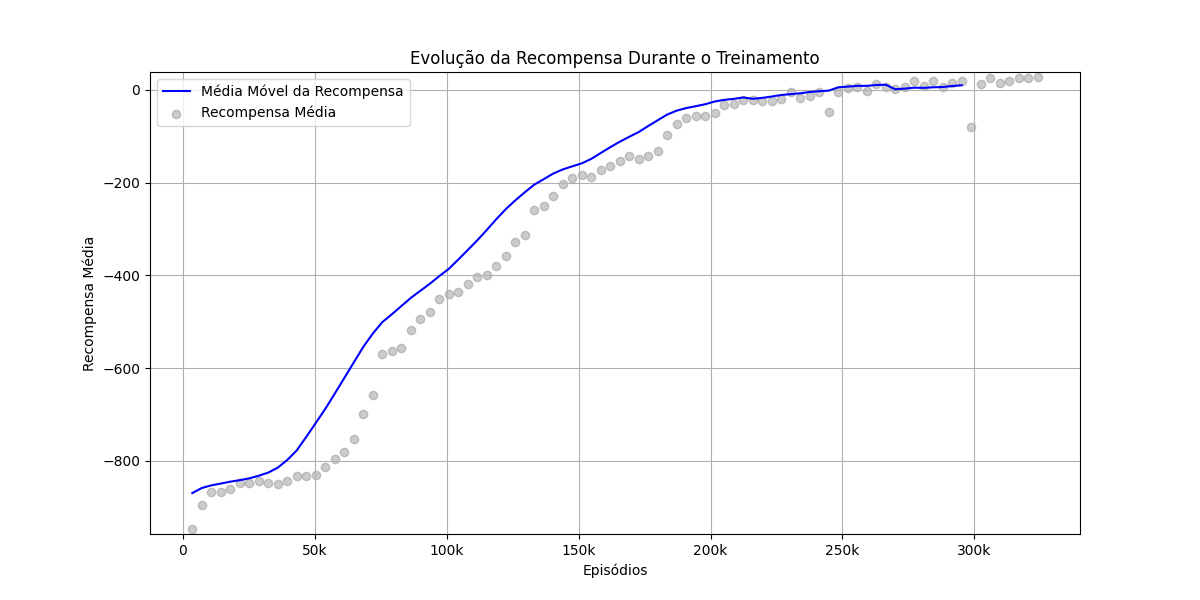 Evolução da Recompensa Durante o Treinamento
Média Móvel da Recompensa
Recompensa Média
Recompensa Média
0
−200
−400
−600
−800
0 50k 100k 150k 200k 250k 300k
Episódios